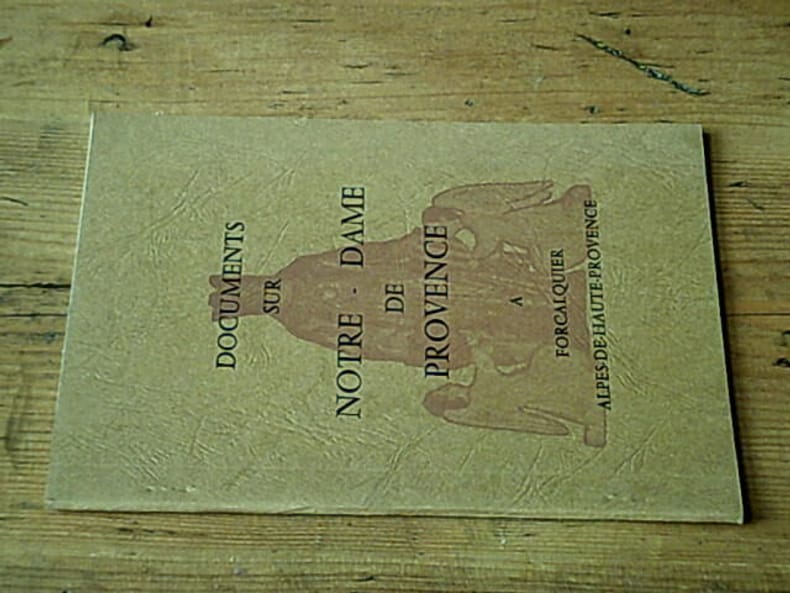 DOCUMENTS
SUR
NOTRE - DAME
DE
PROVENCE
A
FORCALQUIER
ALPES-DE-HAUTE-PROVENCE